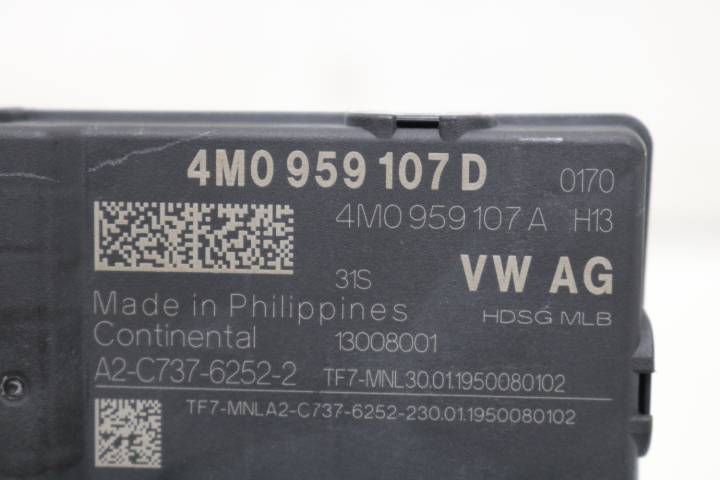 4M0 959 107 D 0170
4M0 959 107 A H13
31S VW AG
Made in Philippines HDSG MLB
Continental 13008001
A2-C737-6252-2 TF7-MNL30.01.1950080102
TF7-MNLA2-C737-6252-230.01.1950080102